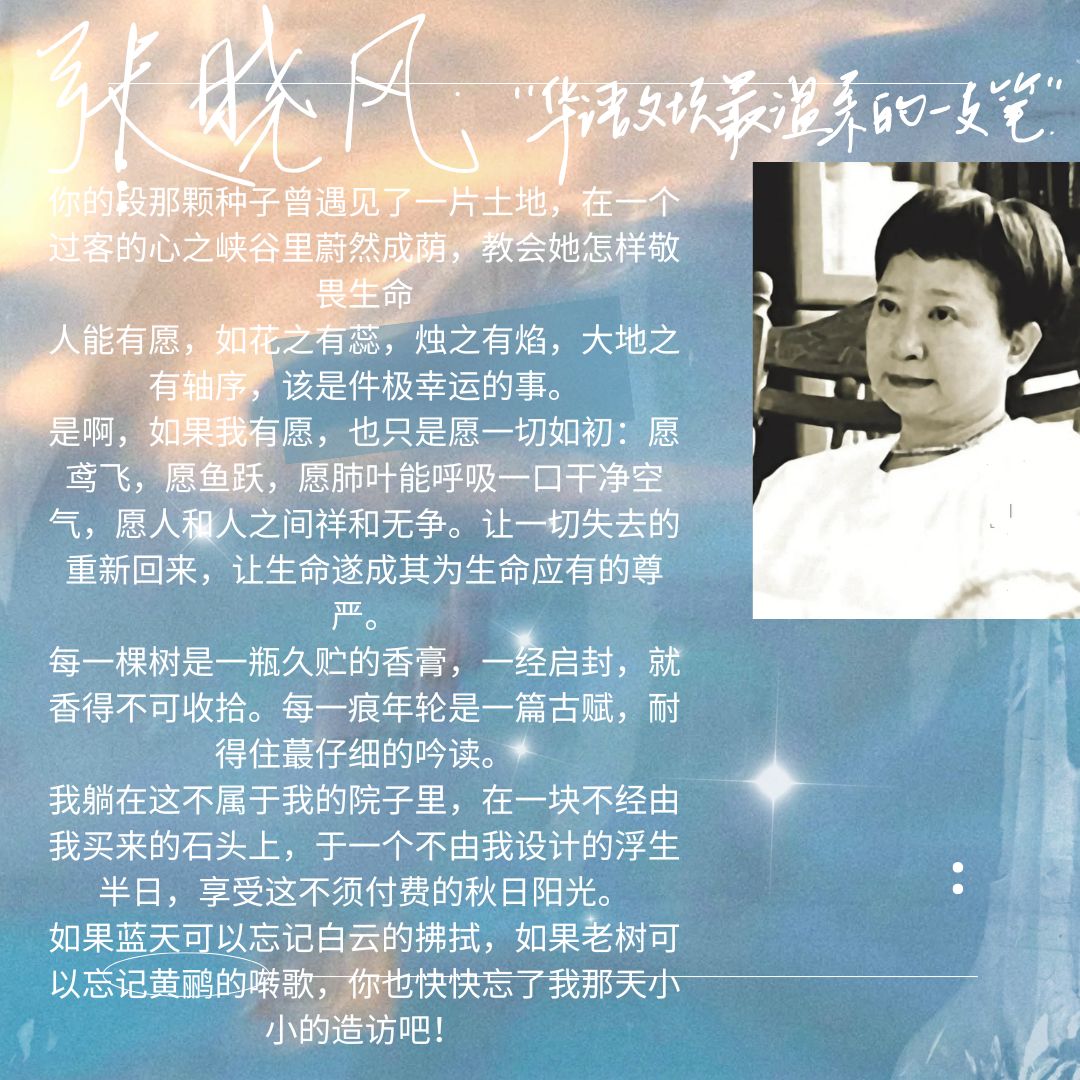 张晓风:
“华语文坛最温柔的一支笔”
你的段那颗种子曾遇见了一片土地，在一个
过客的心之峡谷里蔚然成荫，教会她怎样敬
畏生命
人能有愿，如花之有蕊，烛之有焰，大地之
有轴序，该是件极幸运的事。
是啊，如果我有愿，也只是愿一切如初：愿
鸢飞，愿鱼跃，愿肺叶能呼吸一口干净空
气，愿人和人之间祥和无争。让一切失去的
重新回来，让生命遂成其为生命应有的尊
严。
每一棵树是一瓶久贮的香膏，一经启封，就
香得不可收拾。每一痕年轮是一篇古赋，耐
得住蕞仔细的吟读。
我躺在这不属于我的院子里，在一块不经由
我买来的石头上，于一个不由我设计的浮生
半日，享受这不须付费的秋日阳光。
如果蓝天可以忘记白云的拂拭，如果老树可
以忘记黄鹂的啭歌，你也快快忘了我那天小
小的造访吧！